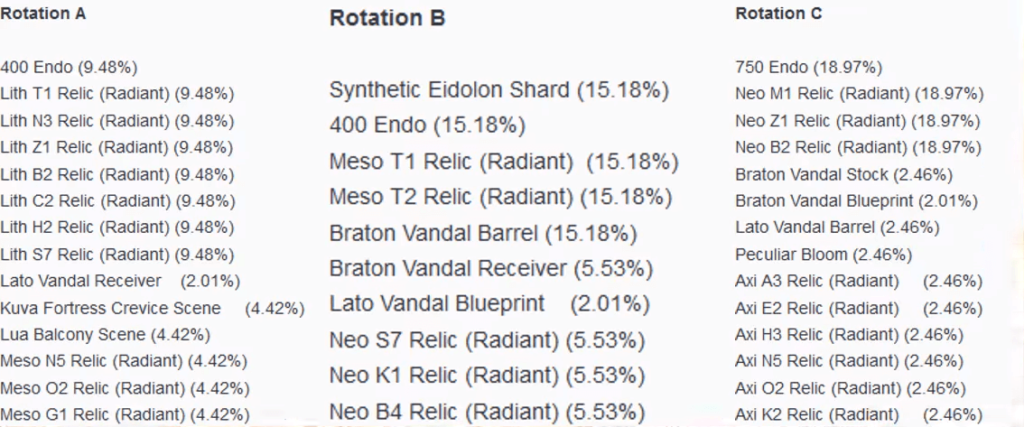 Rotation A
400 Endo (9.48%)
Lith T1 Relic (Radiant) (9.48%)
Lith N3 Relic (Radiant) (9.48%)
Lith Z1 Relic (Radiant) (9.48%)
Lith B2 Relic (Radiant) (9.48%)
Lith C2 Relic (Radiant) (9.48%)
Lith H2 Relic (Radiant) (9.48%)
Lith S7 Relic (Radiant) (9.48%)
Lato Vandal Receiver (2.01%)
Kuva Fortress Crevice Scene (4.42%)
Lua Balcony Scene (4.42%)
Meso N5 Relic (Radiant) (4.42%)
Meso O2 Relic (Radiant) (4.42%)
Meso G1 Relic (Radiant) (4.42%)
Rotation B
Synthetic Eidolon Shard (15.18%)
400 Endo (15.18%)
Meso T1 Relic (Radiant) (15.18%)
Meso T2 Relic (Radiant) (15.18%)
Braton Vandal Barrel (15.18%)
Braton Vandal Receiver (5.53%)
Lato Vandal Blueprint (2.01%)
Neo S7 Relic (Radiant) (5.53%)
Neo K1 Relic (Radiant) (5.53%)
Neo B4 Relic (Radiant) (5.53%)
Rotation C
750 Endo (18.97%)
Neo M1 Relic (Radiant) (18.97%)
Neo Z1 Relic (Radiant) (18.97%)
Neo B2 Relic (Radiant) (18.97%)
Braton Vandal Stock (2.46%)
Braton Vandal Blueprint (2.01%)
Lato Vandal Barrel (2.46%)
Peculiar Bloom (2.46%)
Axi A3 Relic (Radiant) (2.46%)
Axi E2 Relic (Radiant) (2.46%)
Axi H3 Relic (Radiant) (2.46%)
Axi N5 Relic (Radiant) (2.46%)
Axi O2 Relic (Radiant) (2.46%)
Axi K2 Relic (Radiant) (2.46%)